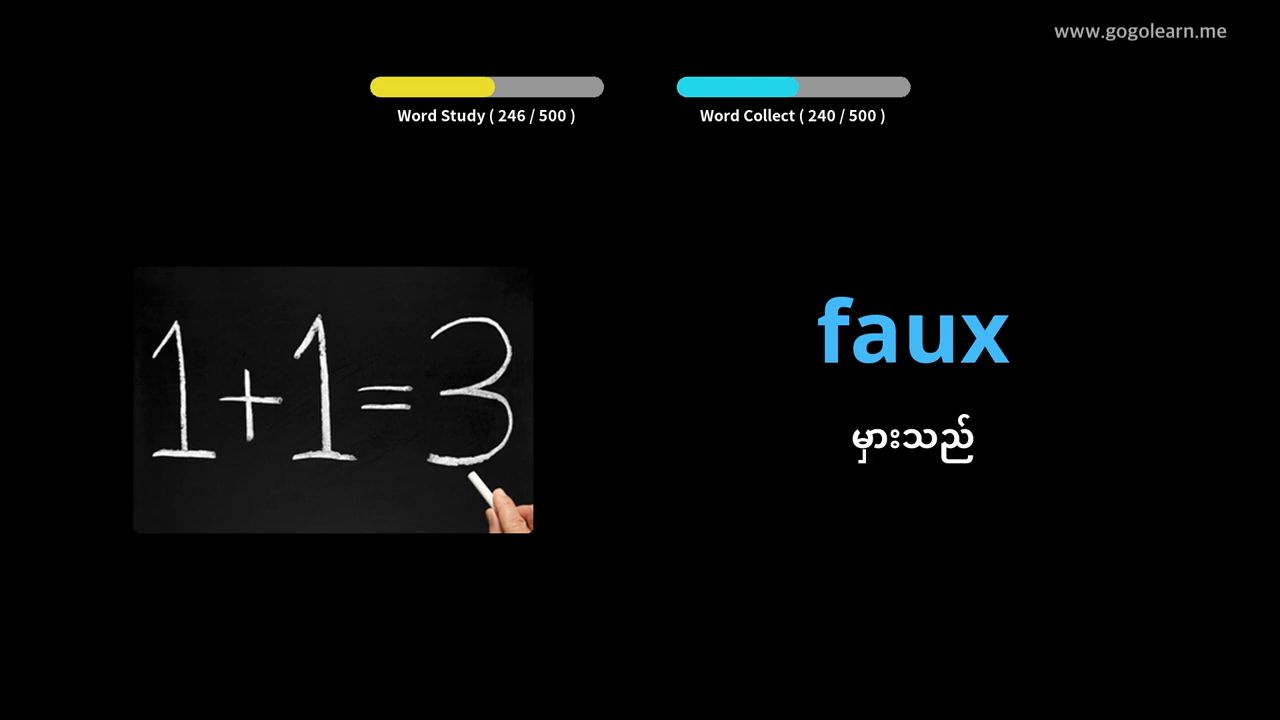 www.gogolearn.me
Word Study ( 246 / 500 )
Word Collect ( 240 / 500 )
1+1=3
faux
မှားသည်